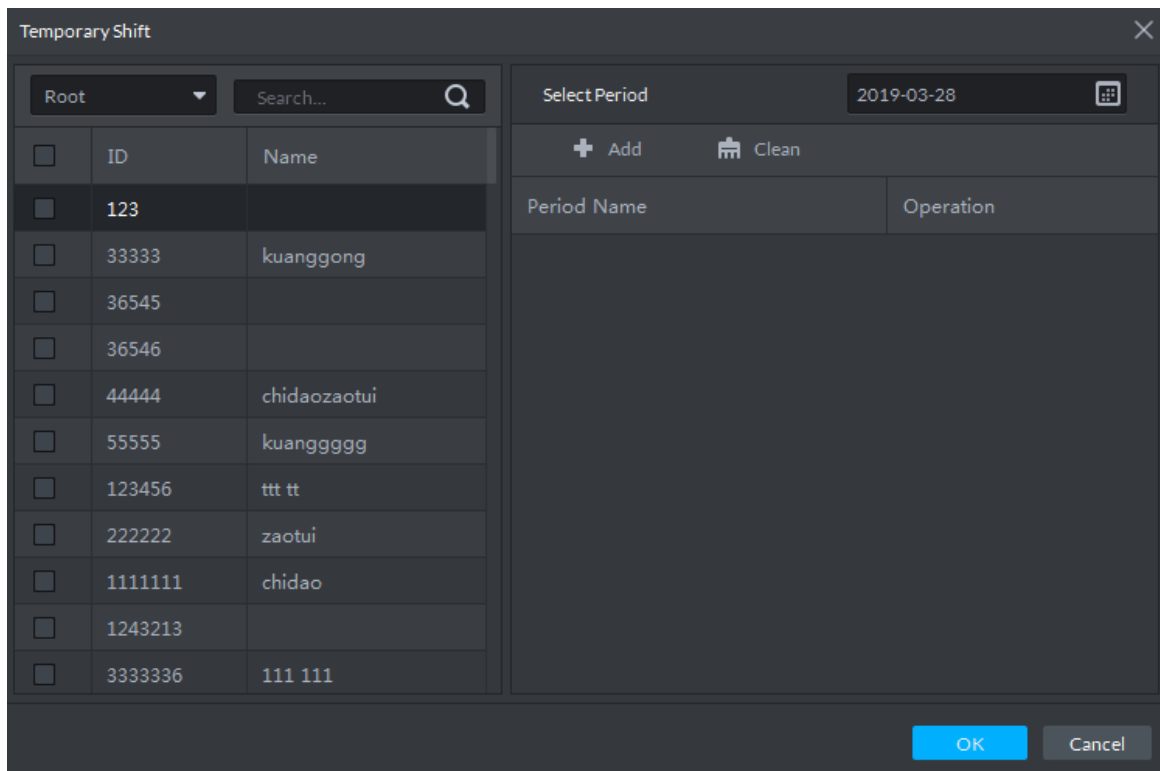 Temporary Shift
Root
Search...
ID Name
123
33333 kuanggong
36545
36546
44444 chidaozaotui
55555 kuanggggg
123456 ttt tt
222222 zaotui
1111111 chidao
1243213
3333336 111 111
Select Period 2019-03-28
Add Clean
Period Name Operation
OK Cancel